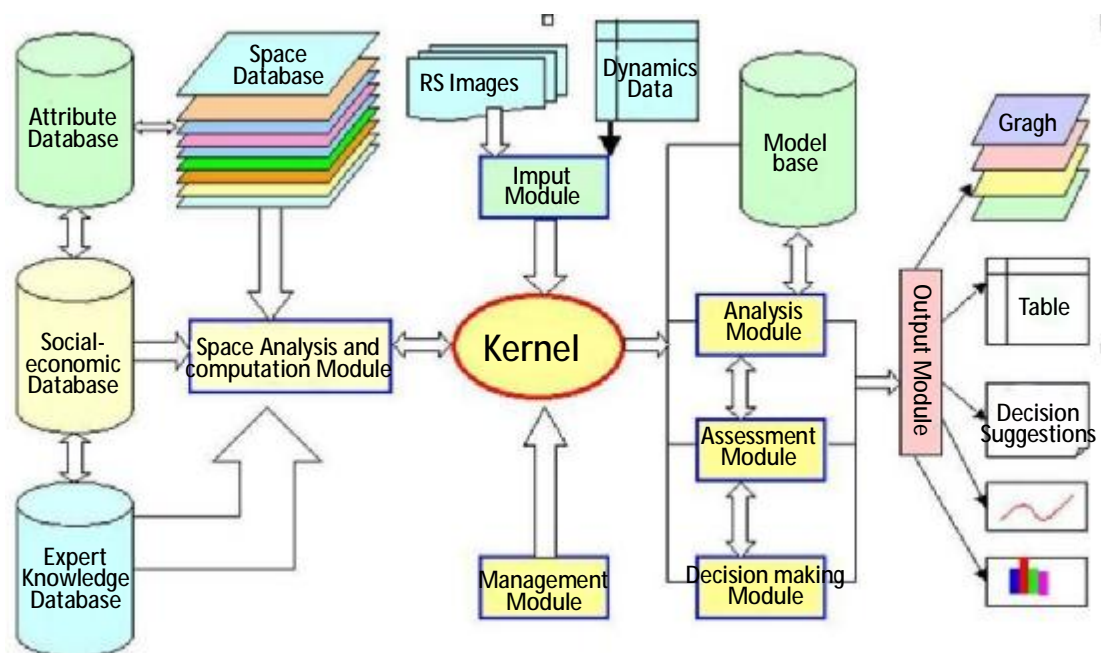 Space
Database
RS Images
Dynamics
Data
Attribute
Database
Model
base
Gragh
Imput
Module
Social-
economic
Database
Space Analysis and
computation Module
Kernel
Analysis
Module
Output Module
Table
Assessment
Module
Decision
Suggestions
Expert
Knowledge
Database
Management
Module
Decision making
Module